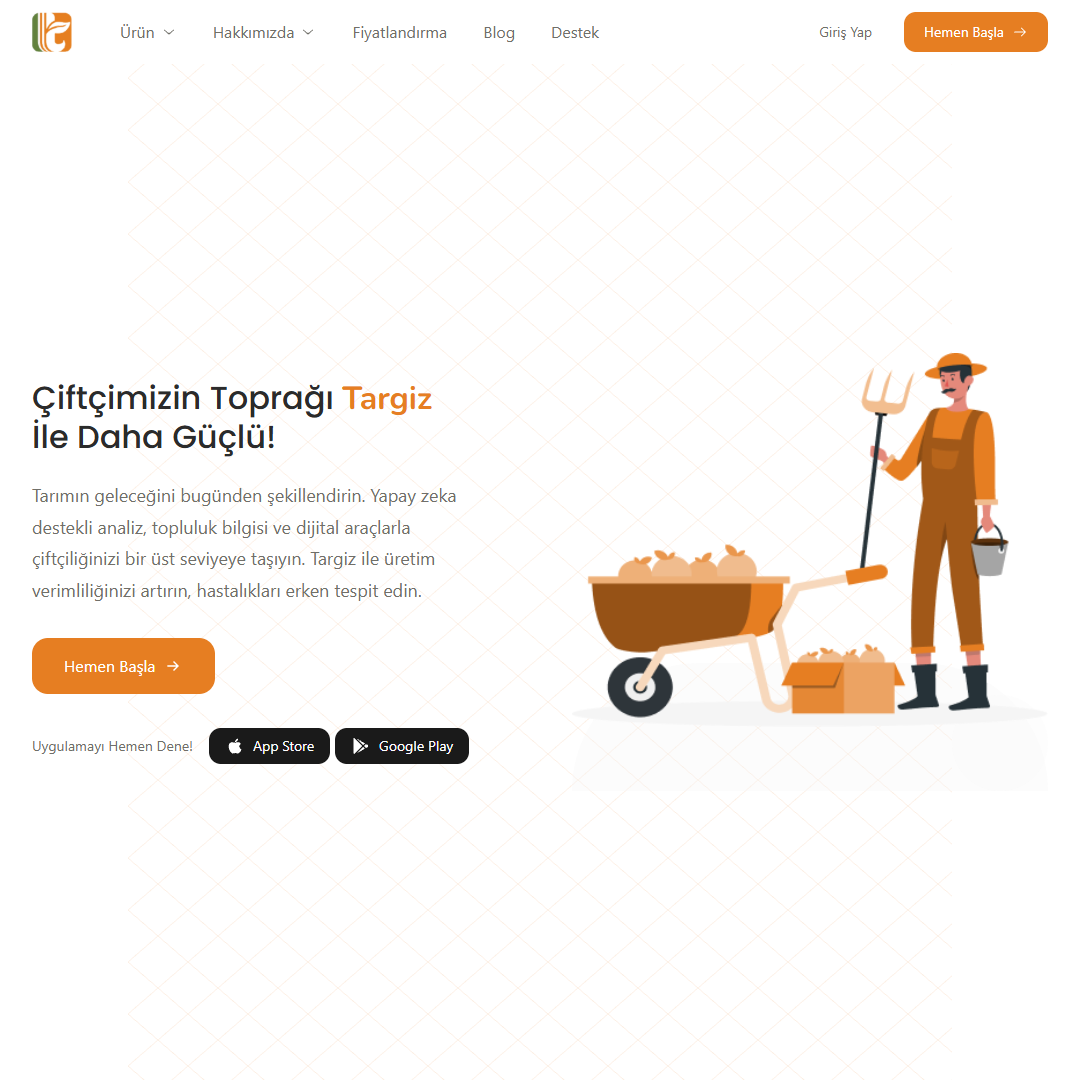 Ürün
Hakkımızda
Fiyatlandırma
Blog
Destek
Giriş Yap
Hemen Başla
Çiftçimizin Toprağı Targiz
İle Daha Güçlü!
Tarımın geleceğini bugünden şekillendirin. Yapay zeka
destekli analiz, topluluk bilgisi ve dijital araçlarla
çiftçiliğinizi bir üst seviyeye taşıyın. Targiz ile üretim
verimliliğinizi artırın, hastalıkları erken tespit edin.
Hemen Başla
Uygulamayı Hemen Dene!
App Store
Google Play